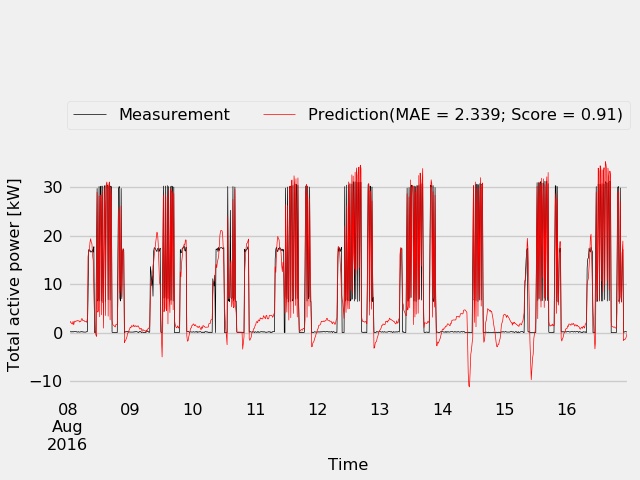 Measurement
Prediction(MAE = 2.339; Score = 0.91)
Total active power [kW]
30
20
10
0
−10
08 09 10 11 12 13 14 15 16
Aug
2016
Time